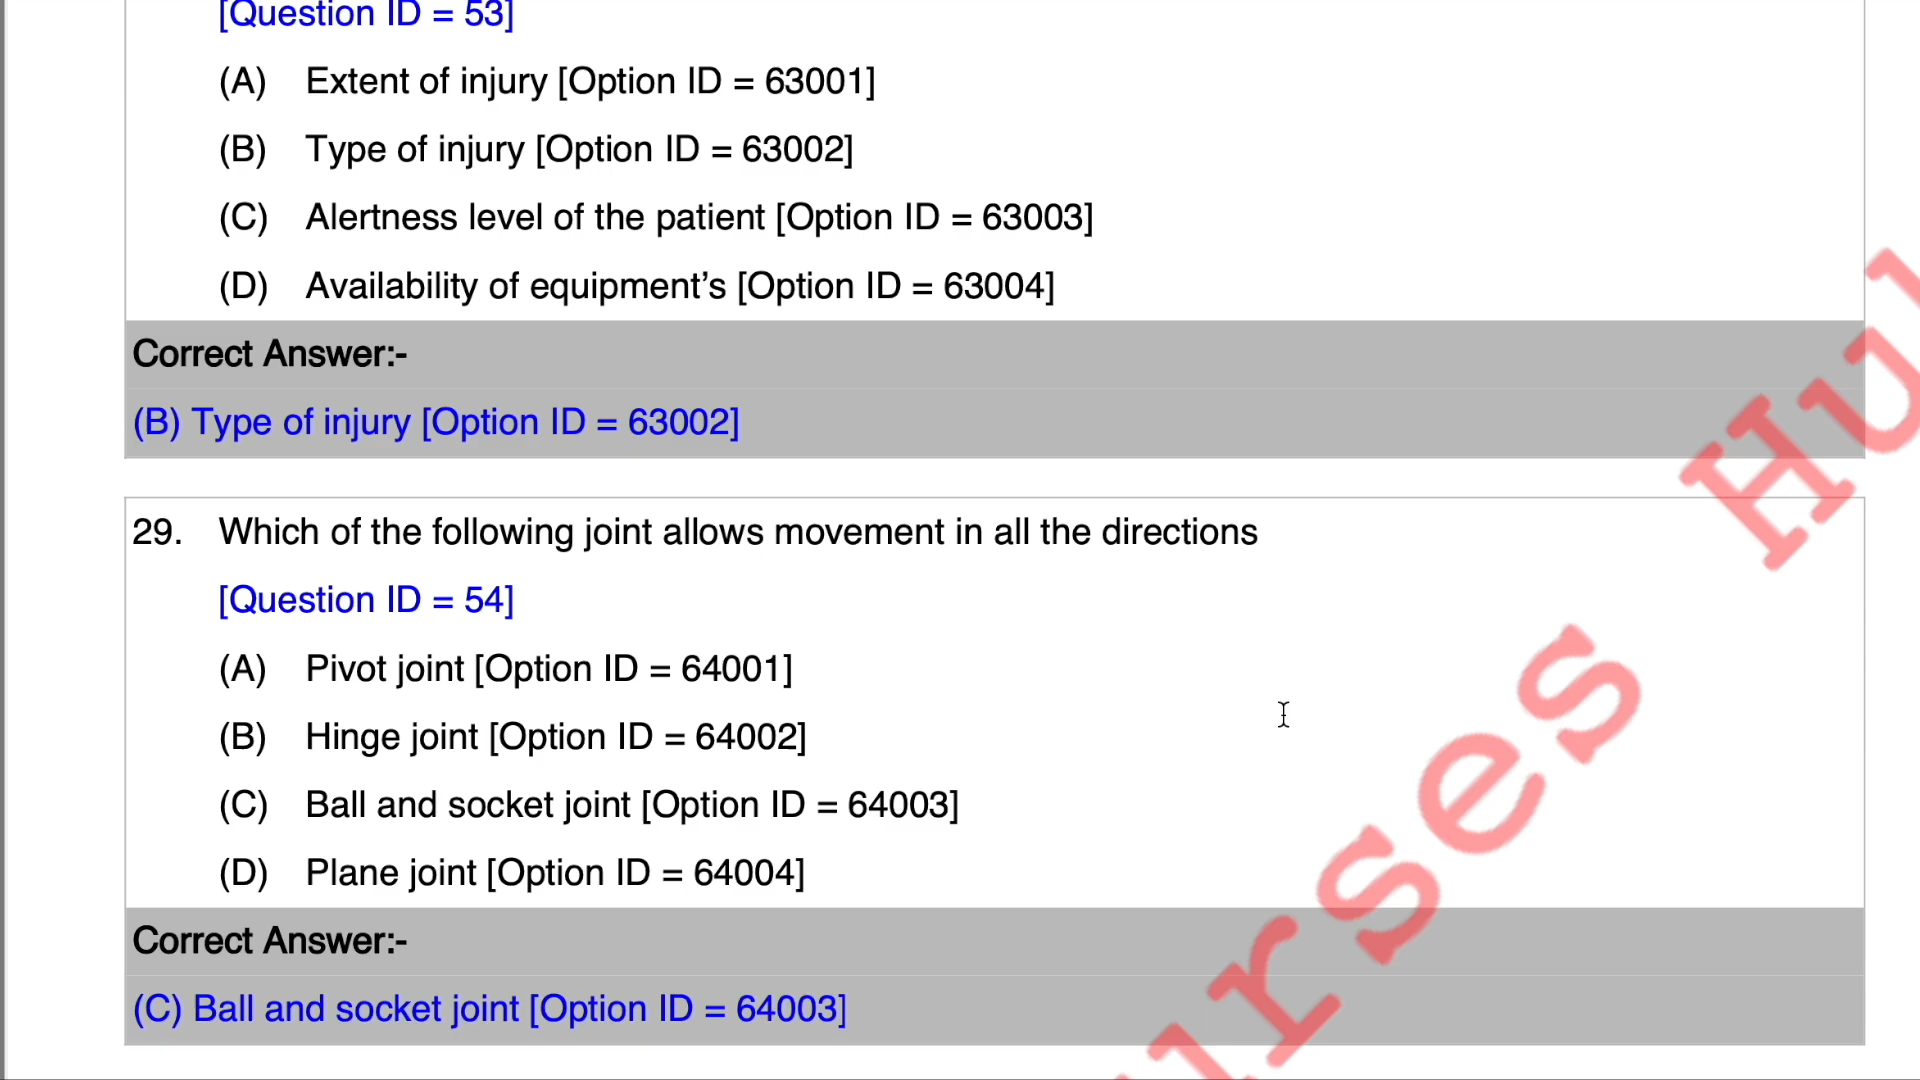 [Question ID = 53]
(A) Extent of injury [Option ID = 63001]
(B) Type of injury [Option ID = 63002]
(C) Alertness level of the patient [Option ID = 63003]
(D) Availability of equipment’s [Option ID = 63004]
Correct Answer:-
(B) Type of injury [Option ID = 63002]
29. Which of the following joint allows movement in all the directions
[Question ID = 54]
(A) Pivot joint [Option ID = 64001]
(B) Hinge joint [Option ID = 64002]
(C) Ball and socket joint [Option ID = 64003]
(D) Plane joint [Option ID = 64004]
Correct Answer:-
(C) Ball and socket joint [Option ID = 64003]